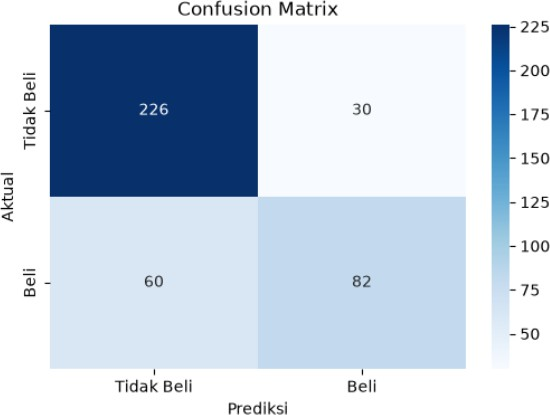 Confusion Matrix
Aktual
Tidak Beli
226
30
Beli
60
82
Tidak Beli
Beli
Prediksi
225
200
175
150
125
100
75
50